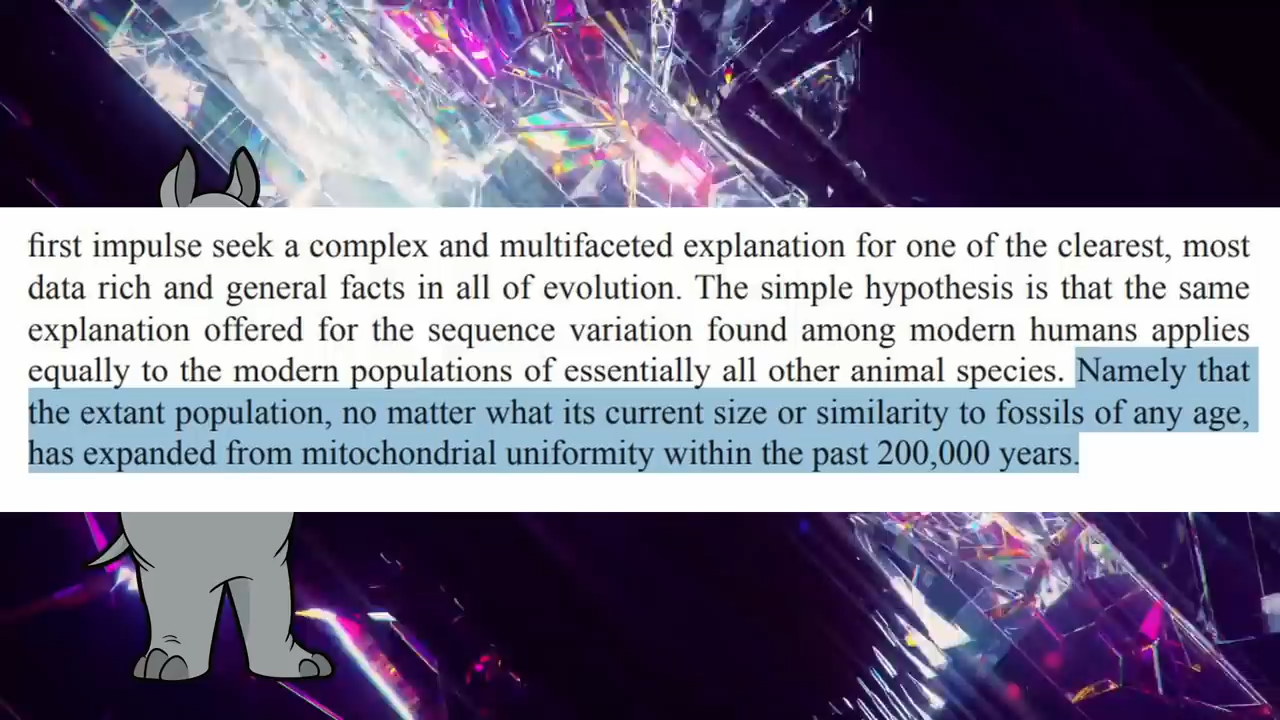 first impulse seek a complex and multifaceted explanation for one of the clearest, most
data rich and general facts in all of evolution. The simple hypothesis is that the same
explanation offered for the sequence variation found among modern humans applies
equally to the modern populations of essentially all other animal species. Namely that
the extant population, no matter what its current size or similarity to fossils of any age,
has expanded from mitochondrial uniformity within the past 200,000 years.